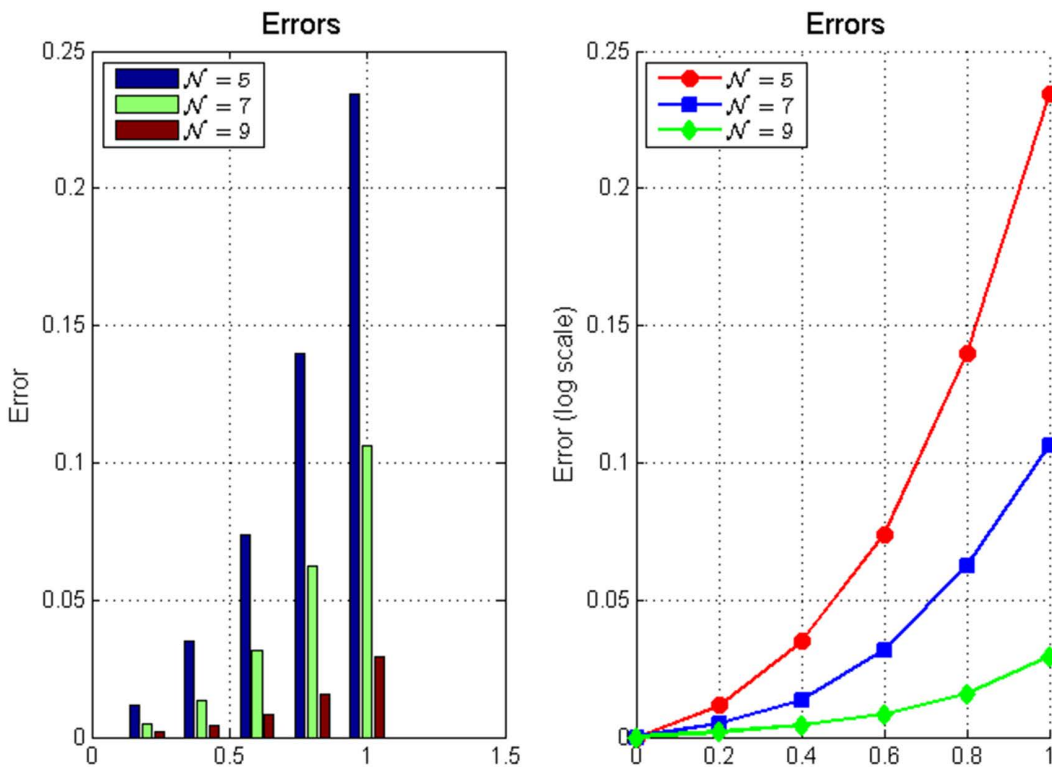 Errors
0.25
0.2
0.15
0.1
0.05
0
Error
𝒩 = 5
𝒩 = 7
𝒩 = 9
0 0.5 1 1.5
Errors
0.25
0.2
0.15
0.1
0.05
0
Error (log scale)
𝒩 = 5
𝒩 = 7
𝒩 = 9
0 0.2 0.4 0.6 0.8 1